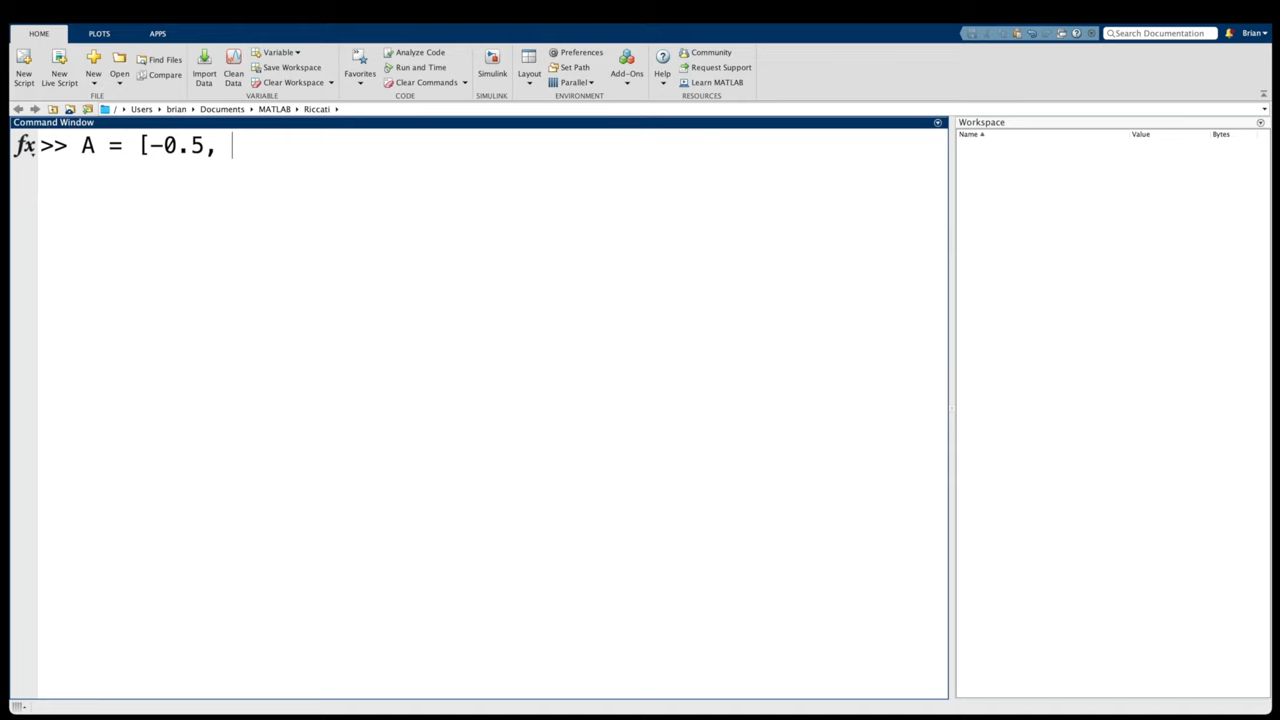 HOME PLOTS APPS
Search Documentation Brian
New Script
New Live Script
New
Open
Find Files
Compare
FILE
Import Data
Clean Data
Variable
Save Workspace
Clear Workspace
VARIABLE
Favorites
Analyze Code
Run and Time
Clear Commands
CODE
Simulink
SIMULINK
Layout
Preferences
Set Path
Parallel
Add-Ons
ENVIRONMENT
Help
Community
Request Support
Learn MATLAB
RESOURCES
/ Users brian Documents MATLAB Riccati
Command Window
fx >> A = [-0.5,
Workspace
Name Value Bytes